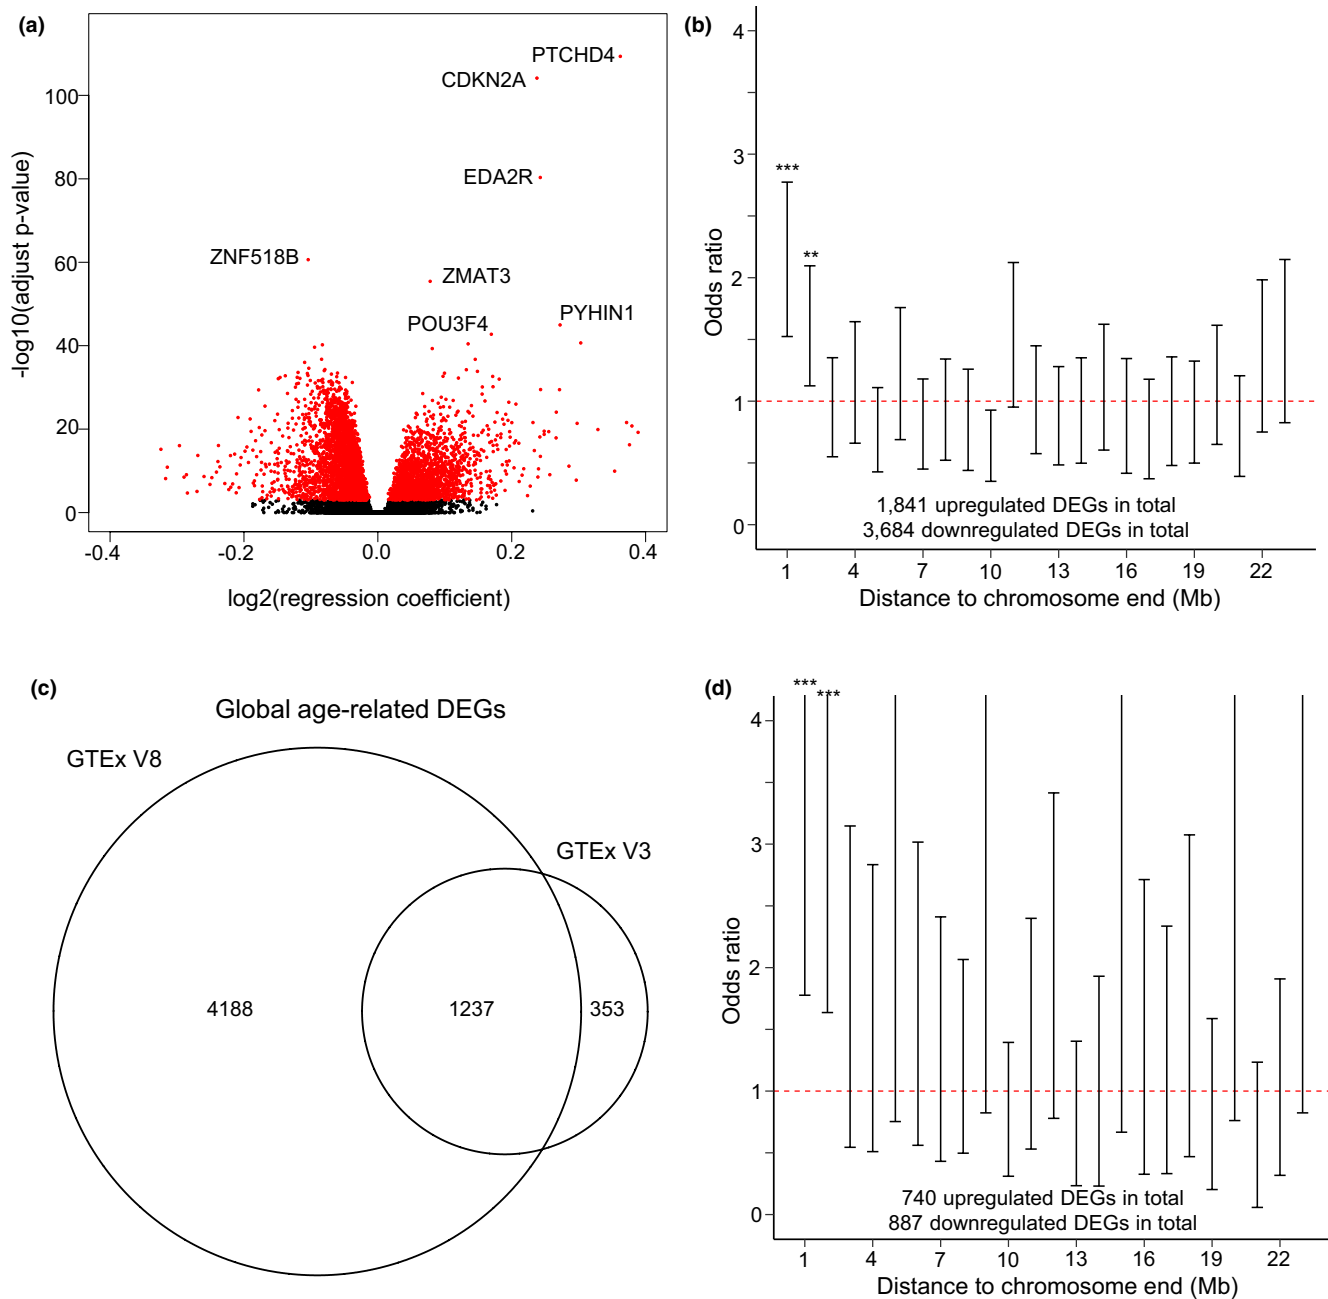 (a)
PTCHD4
CDKN2A
EDA2R
ZNF518B
ZMAT3
PYHIN1
POU3F4
100
80
60
40
20
0
-log10(adjust p-value)
-0.4 -0.2 0.0 0.2 0.4
log2(regression coefficient)
(b)
4
3
2
1
0
Odds ratio
***
**
1,841 upregulated DEGs in total
3,684 downregulated DEGs in total
1 4 7 10 13 16 19 22
Distance to chromosome end (Mb)
(c)
Global age-related DEGs
GTEx V8
GTEx V3
4188 1237 353
(d)
***
***
4
3
2
1
0
Odds ratio
740 upregulated DEGs in total
887 downregulated DEGs in total
1 4 7 10 13 16 19 22
Distance to chromosome end (Mb)